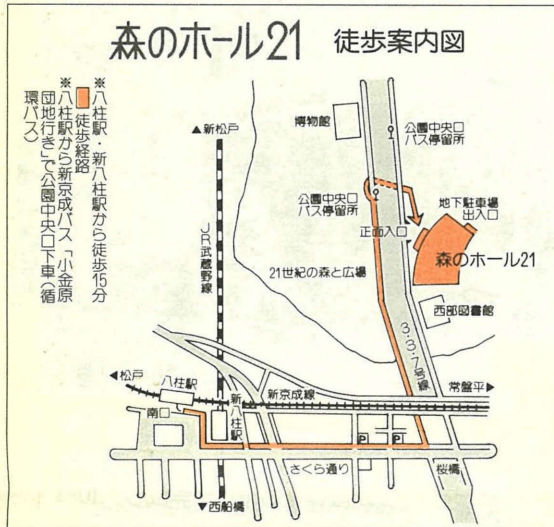 森のホール21 徒歩案内図
※八柱駅・新八柱駅から徒歩15分
徒歩経路
※八柱駅から新京成バス「小金原
団地行き」で公園中央口下車(循
環バス)
▲新松戸
JR武蔵野線
博物館
公園中央口
バス停留所
公園中央口
バス停留所
地下駐車場
出入口
正面入口
森のホール21
21世紀の森と広場
西部図書館
3・3・7号線
◀松戸
八柱駅
新京成線
常盤平▶
南口
新八柱駅
P
P
さくら通り
桜橋
▼西船橋